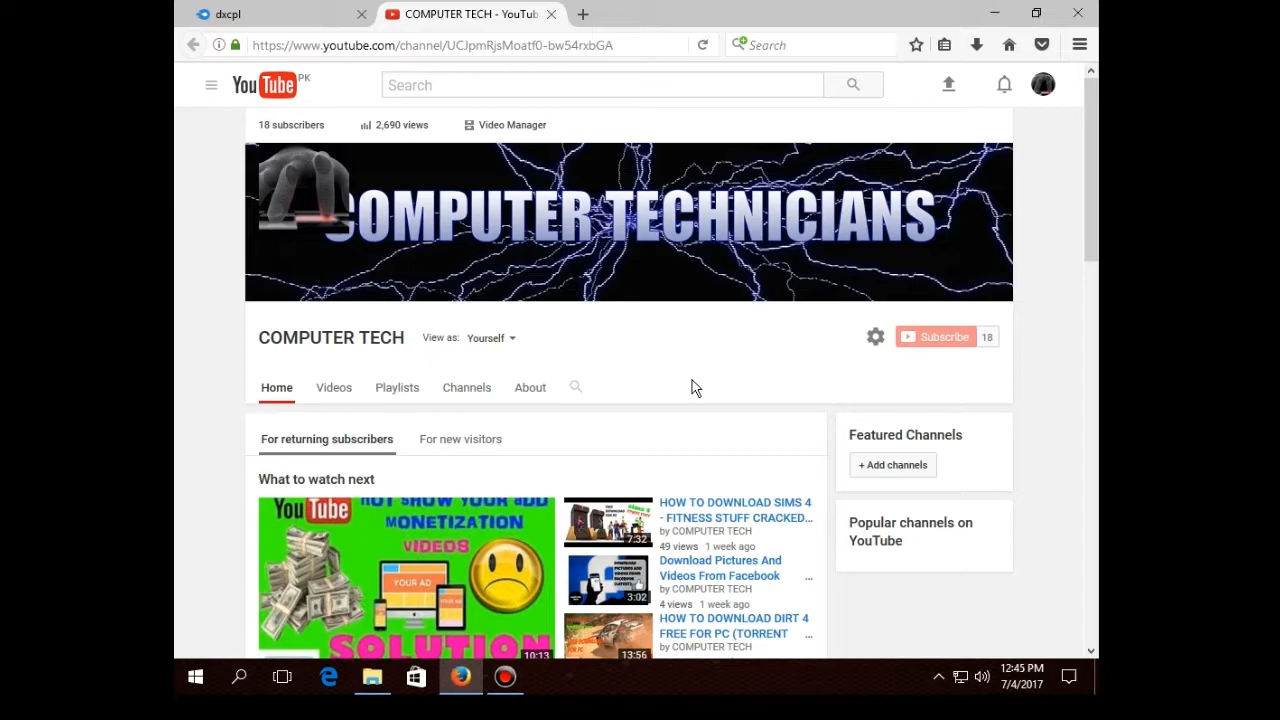 dxcpl
COMPUTER TECH - YouTub
https://www.youtube.com/channel/UCJpmRjsMoatf0-bw54rxbGA
Search
YouTube PK
Search
18 subscribers
2,690 views
Video Manager
COMPUTER TECHNICIANS
COMPUTER TECH
View as: Yourself
Subscribe 18
Home Videos Playlists Channels About
For returning subscribers For new visitors
What to watch next
YouTube NOT SHOW YOUR aDD
MONETIZATION
VIDEOS
YOUR AD
SOLUTION
10:13
7:32
HOW TO DOWNLOAD SIMS 4
- FITNESS STUFF CRACKED...
by COMPUTER TECH
49 views 1 week ago
3:02
Download Pictures And
Videos From Facebook ...
by COMPUTER TECH
4 views 1 week ago
13:56
HOW TO DOWNLOAD DIRT 4
FREE FOR PC (TORRENT ...
by COMPUTER TECH
Featured Channels
+ Add channels
Popular channels on
YouTube
12:45 PM
7/4/2017